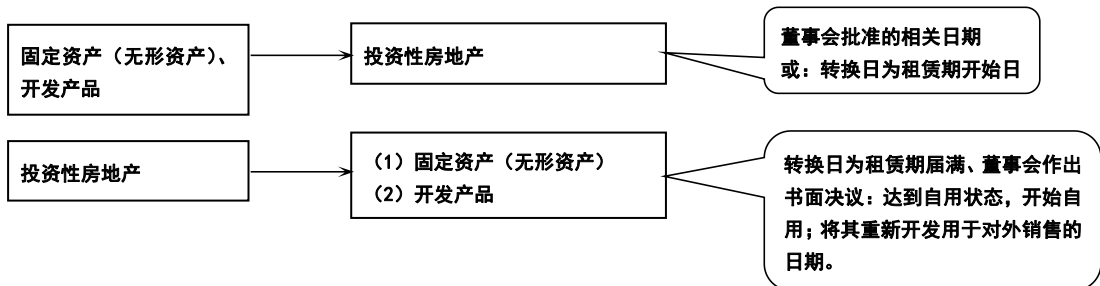 固定资产（无形资产）、
开发产品
投资性房地产
董事会批准的相关日期
或：转换日为租赁期开始日
投资性房地产
（1）固定资产（无形资产）
（2）开发产品
转换日为租赁期届满、董事会作出
书面决议：达到自用状态，开始自
用；将其重新开发用于对外销售的
日期。